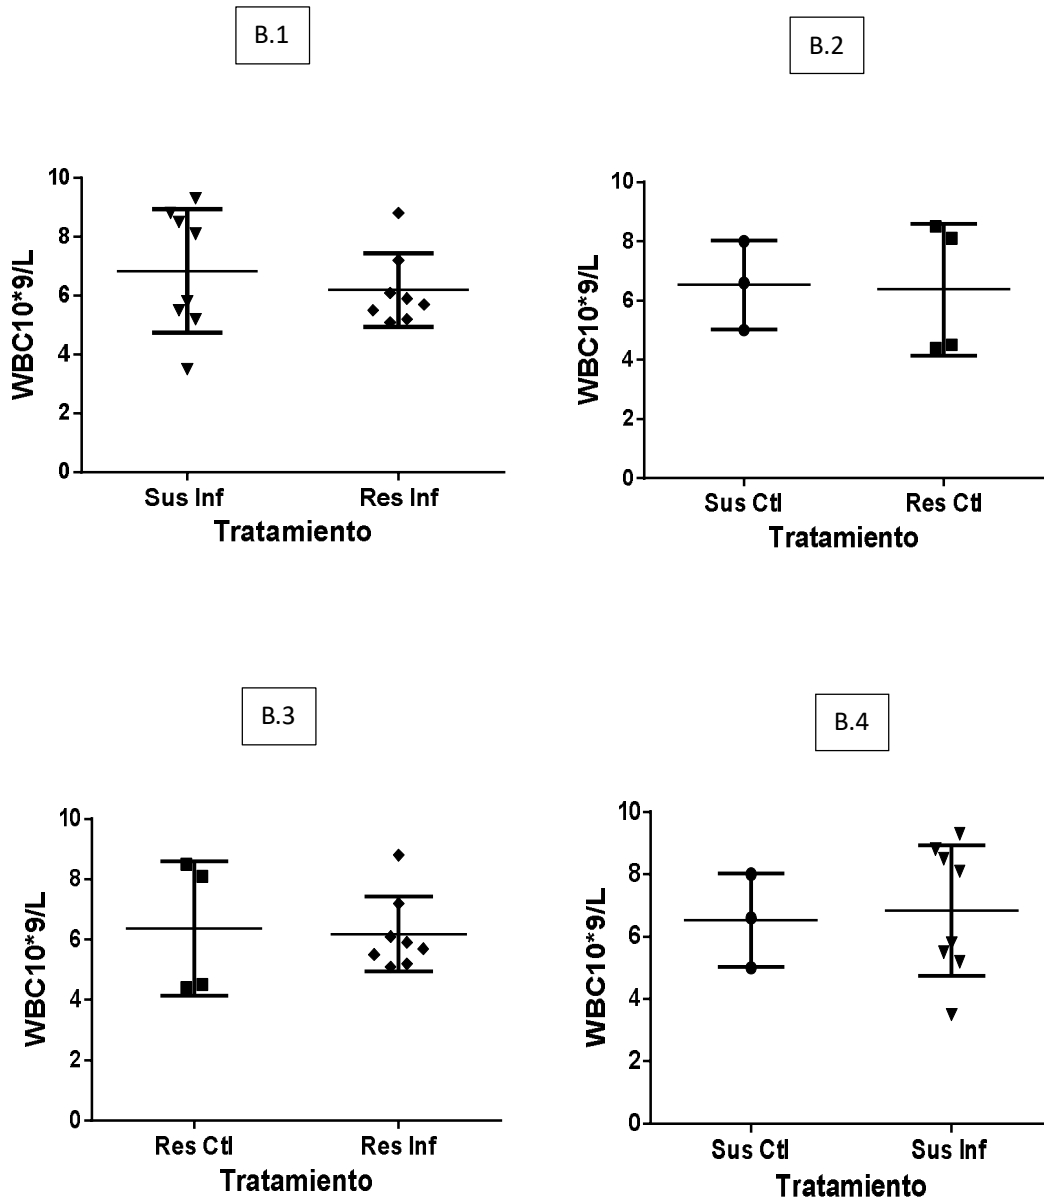 B.1
10
8
6
4
2
0
WBC10*9/L
Sus Inf
Res Inf
Tratamiento
B.2
10
8
6
4
2
0
WBC10*9/L
Sus Ctl
Res Ctl
Tratamiento
B.3
10
8
6
4
2
0
WBC10*9/L
Res Ctl
Res Inf
Tratamiento
B.4
10
8
6
4
2
0
WBC10*9/L
Sus Ctl
Sus Inf
Tratamiento